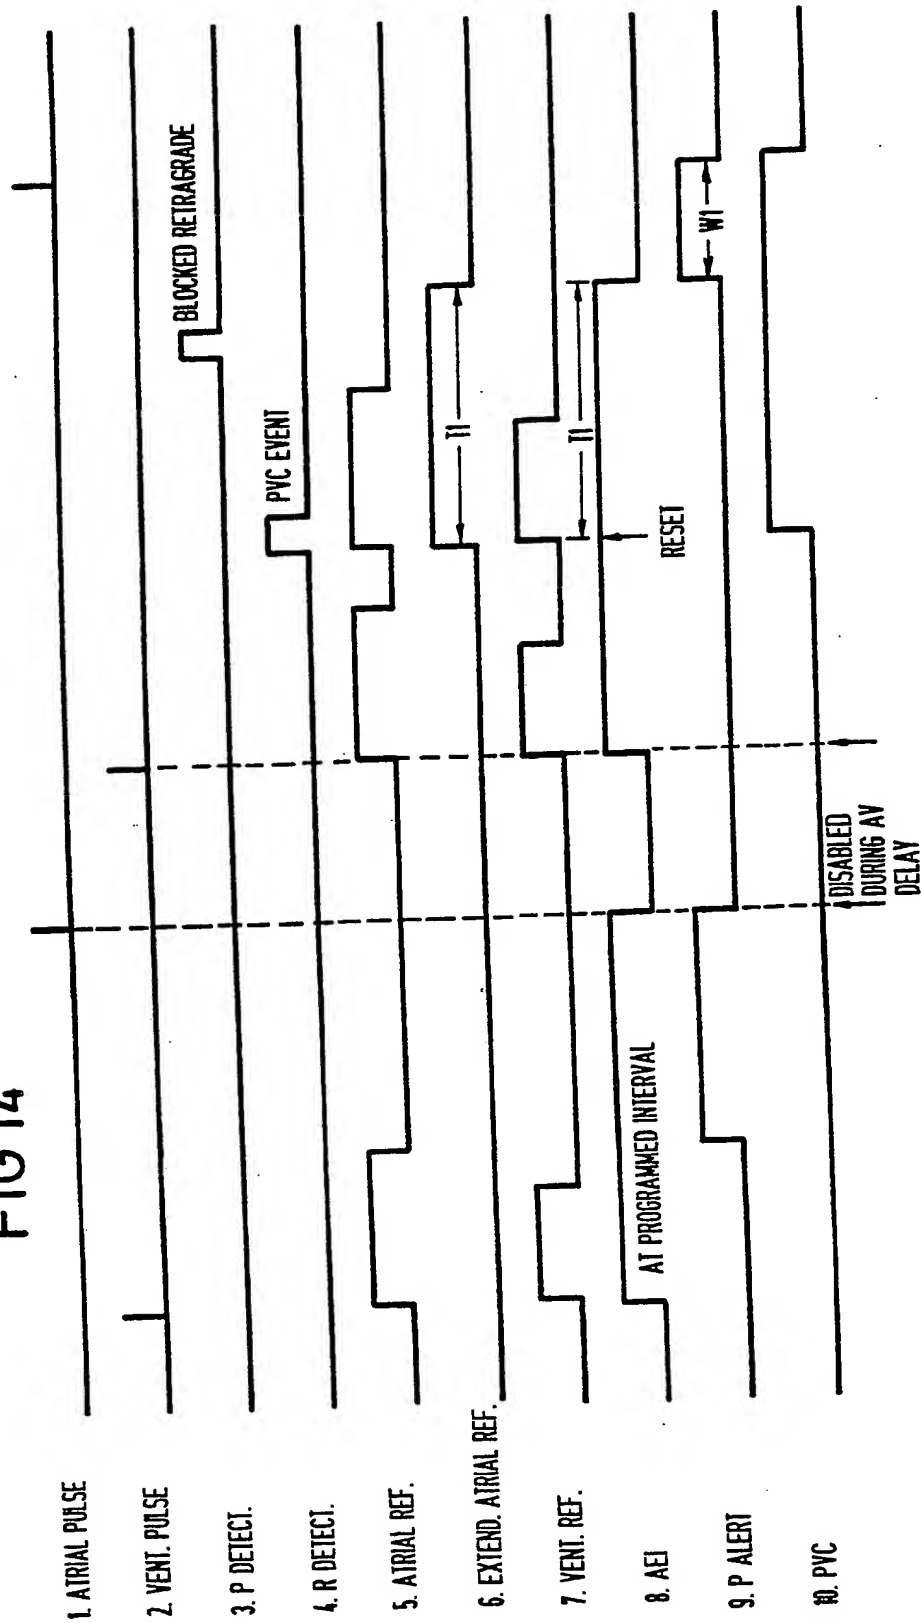 FIG 14
1. ATRIAL PULSE
2. VENT. PULSE
3. P DETECT.
BLOCKED RETRAGRADE
4. R DETECT.
PVC EVENT
5. ATRIAL REF.
6. EXTEND. ATRIAL REF.
T1
7. VENT. REF.
T1
8. AEI
AT PROGRAMMED INTERVAL
RESET
9. P ALERT
W1
10. PVC
DISABLED
DURING AV
DELAY